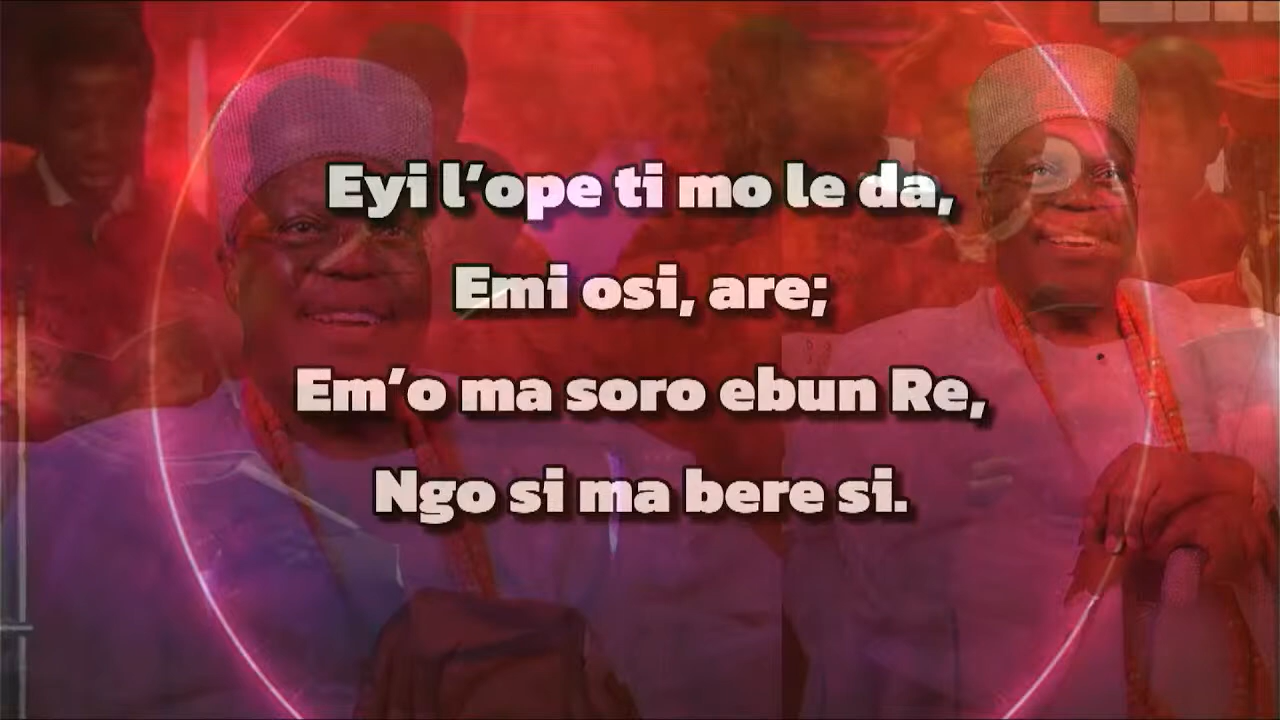 Eyi l’ope ti mo le da,
Emi osi, are;
Em’o ma soro ebun Re,
Ngo si ma bere si.